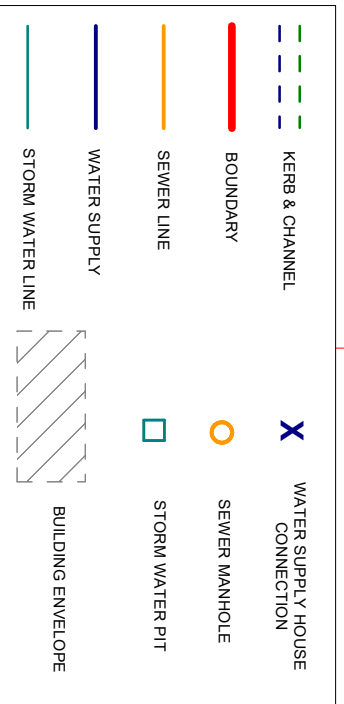 KERB & CHANNEL
BOUNDARY
SEWER LINE
WATER SUPPLY
STORM WATER LINE
X
WATER SUPPLY HOUSE
CONNECTION
SEWER MANHOLE
STORM WATER PIT
BUILDING ENVELOPE